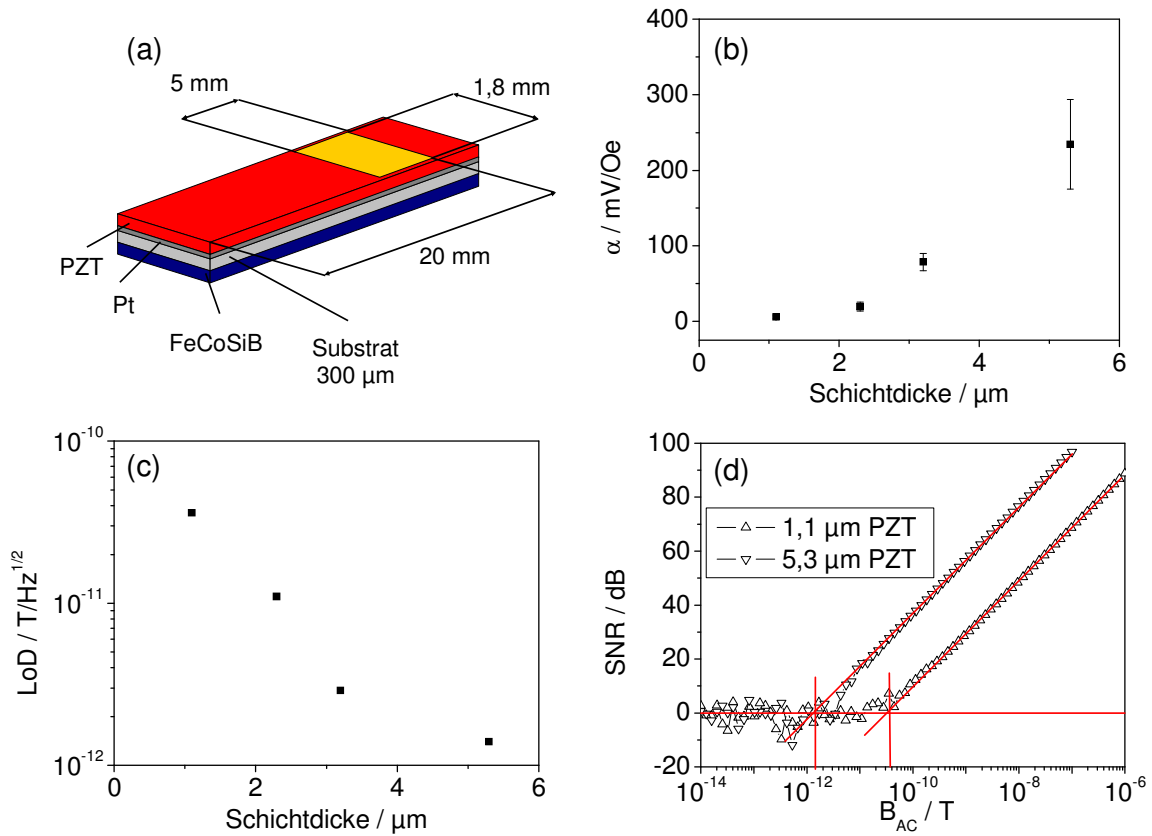 (a)
5 mm
1,8 mm
20 mm
PZT
Pt
FeCoSiB
Substrat
300 µm
(b)
α / mV/Oe
400
300
200
100
0
0 2 4 6
Schichtdicke / µm
(c)
LoD / T/Hz^1/2
10^-10
10^-11
10^-12
0 2 4 6
Schichtdicke / µm
(d)
SNR / dB
100
80
60
40
20
0
-20
1,1 µm PZT
5,3 µm PZT
10^-14 10^-12 10^-10 10^-8 10^-6
B_AC / T